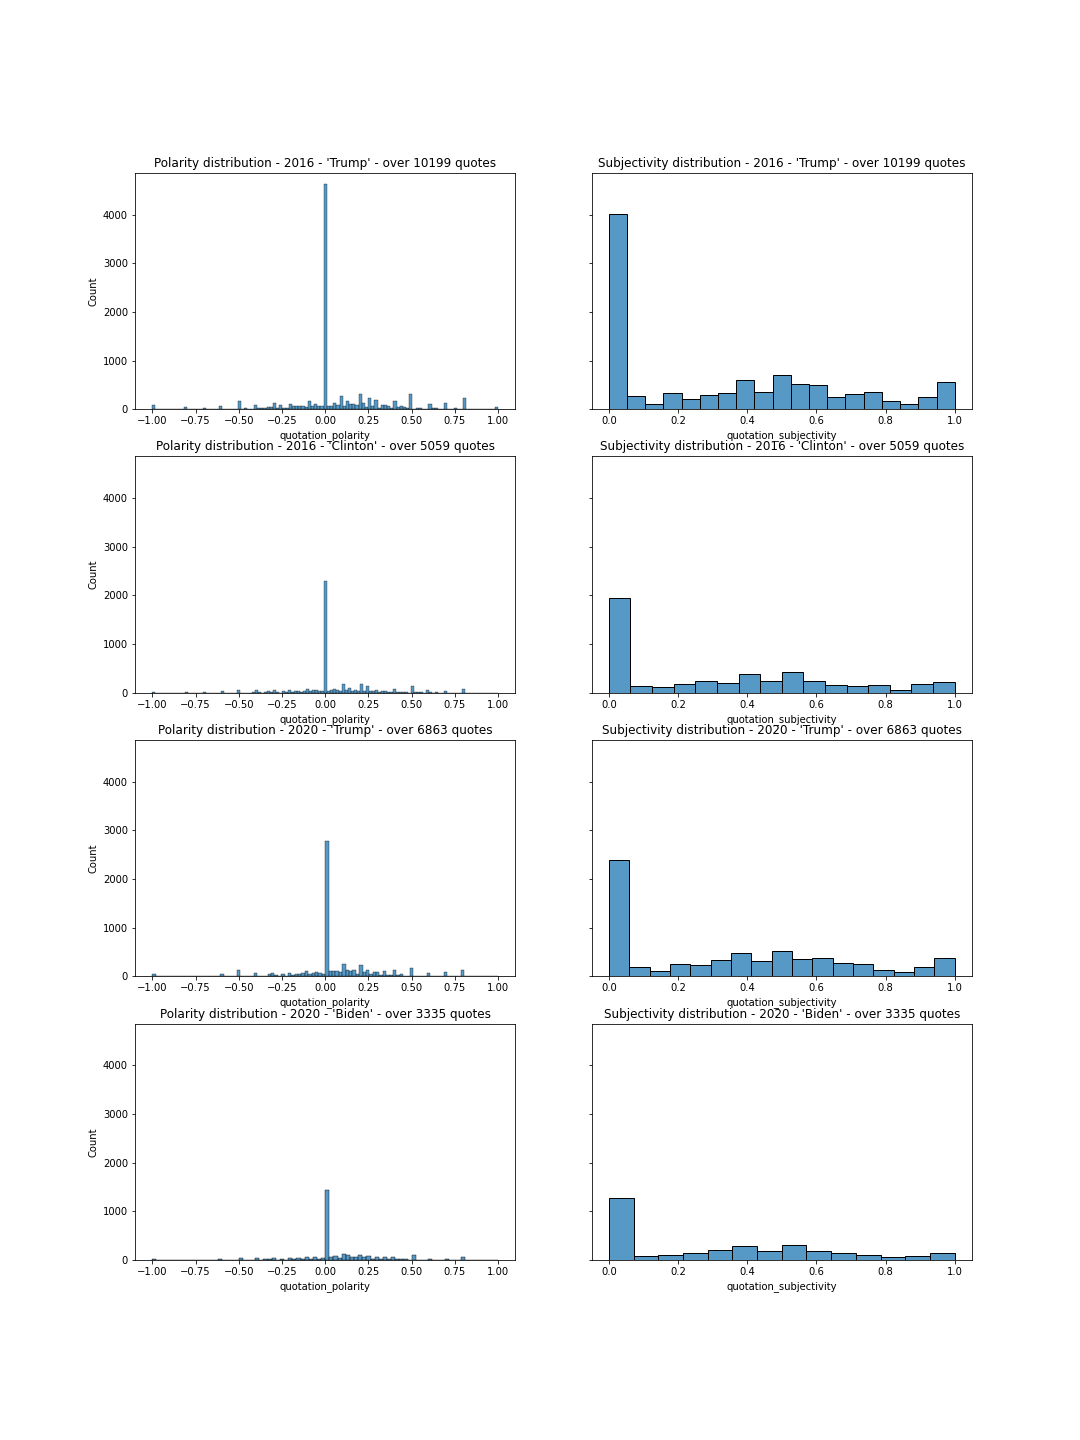 Polarity distribution - 2016 - 'Trump' - over 10199 quotes
Count
4000
3000
2000
1000
0
−1.00 −0.75 −0.50 −0.25 0.00 0.25 0.50 0.75 1.00
quotation_polarity
Subjectivity distribution - 2016 - 'Trump' - over 10199 quotes
0.0 0.2 0.4 0.6 0.8 1.0
quotation_subjectivity
Polarity distribution - 2016 - 'Clinton' - over 5059 quotes
Count
4000
3000
2000
1000
0
−1.00 −0.75 −0.50 −0.25 0.00 0.25 0.50 0.75 1.00
quotation_polarity
Subjectivity distribution - 2016 - 'Clinton' - over 5059 quotes
0.0 0.2 0.4 0.6 0.8 1.0
quotation_subjectivity
Polarity distribution - 2020 - 'Trump' - over 6863 quotes
Count
4000
3000
2000
1000
0
−1.00 −0.75 −0.50 −0.25 0.00 0.25 0.50 0.75 1.00
quotation_polarity
Subjectivity distribution - 2020 - 'Trump' - over 6863 quotes
0.0 0.2 0.4 0.6 0.8 1.0
quotation_subjectivity
Polarity distribution - 2020 - 'Biden' - over 3335 quotes
Count
4000
3000
2000
1000
0
−1.00 −0.75 −0.50 −0.25 0.00 0.25 0.50 0.75 1.00
quotation_polarity
Subjectivity distribution - 2020 - 'Biden' - over 3335 quotes
0.0 0.2 0.4 0.6 0.8 1.0
quotation_subjectivity